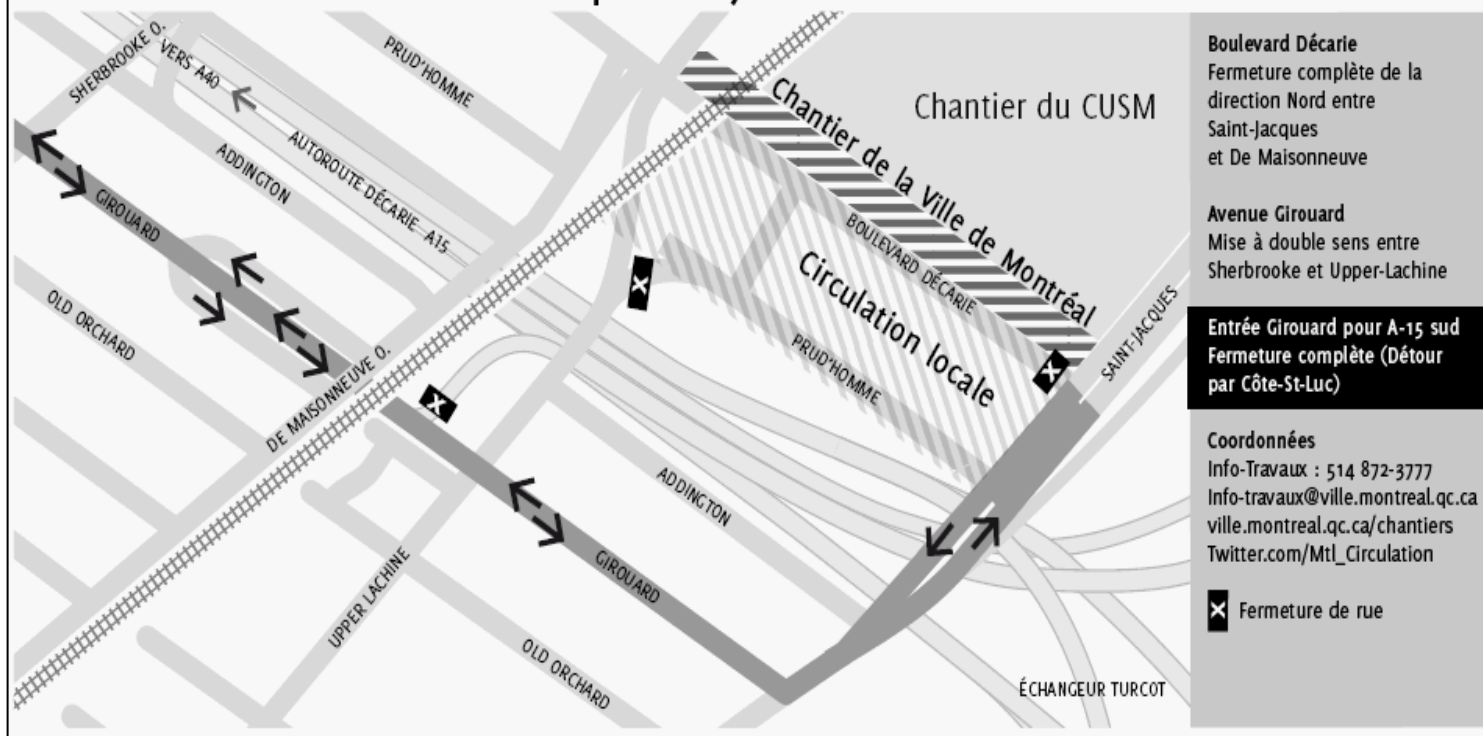 SHERBROOKE O.
VERS A40
PRUD'HOMME
ADDINGTON
AUTOROUTE DÉCARIE A15
GIROUARD
OLD ORCHARD
DE MAISONNEUVE O.
Chantier du CUSM
Chantier de la Ville de Montréal
BOULEVARD DÉCARIE
Circulation locale
PRUD'HOMME
SAINT-JACQUES
X
X
X
ADDINGTON
GIROUARD
UPPER LACHINE
OLD ORCHARD
ÉCHANGEUR TURCOT
Boulevard Décarie
Fermeture complète de la
direction Nord entre
Saint-Jacques
et De Maisonneuve
Avenue Girouard
Mise à double sens entre
Sherbrooke et Upper-Lachine
Entrée Girouard pour A-15 sud
Fermeture complète (Détour
par Côte-St-Luc)
Coordonnées
Info-Travaux : 514 872-3777
Info-travaux@ville.montreal.qc.ca
ville.montreal.qc.ca/chantiers
Twitter.com/Mtl_Circulation
X Fermeture de rue